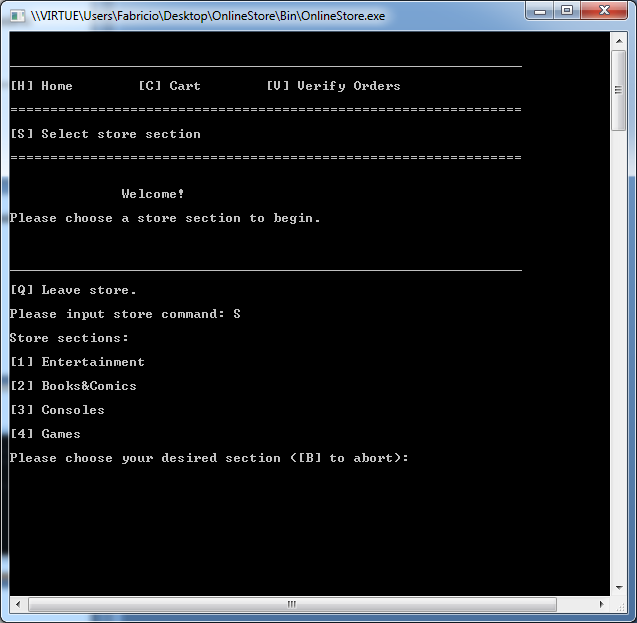 \\VIRTUE\Users\Fabricio\Desktop\OnlineStore\Bin\OnlineStore.exe
[H] Home [C] Cart [V] Verify Orders
=================================================================
[S] Select store section
=================================================================
Welcome!
Please choose a store section to begin.
[Q] Leave store.
Please input store command: S
Store sections:
[1] Entertainment
[2] Books&Comics
[3] Consoles
[4] Games
Please choose your desired section ([B] to abort):